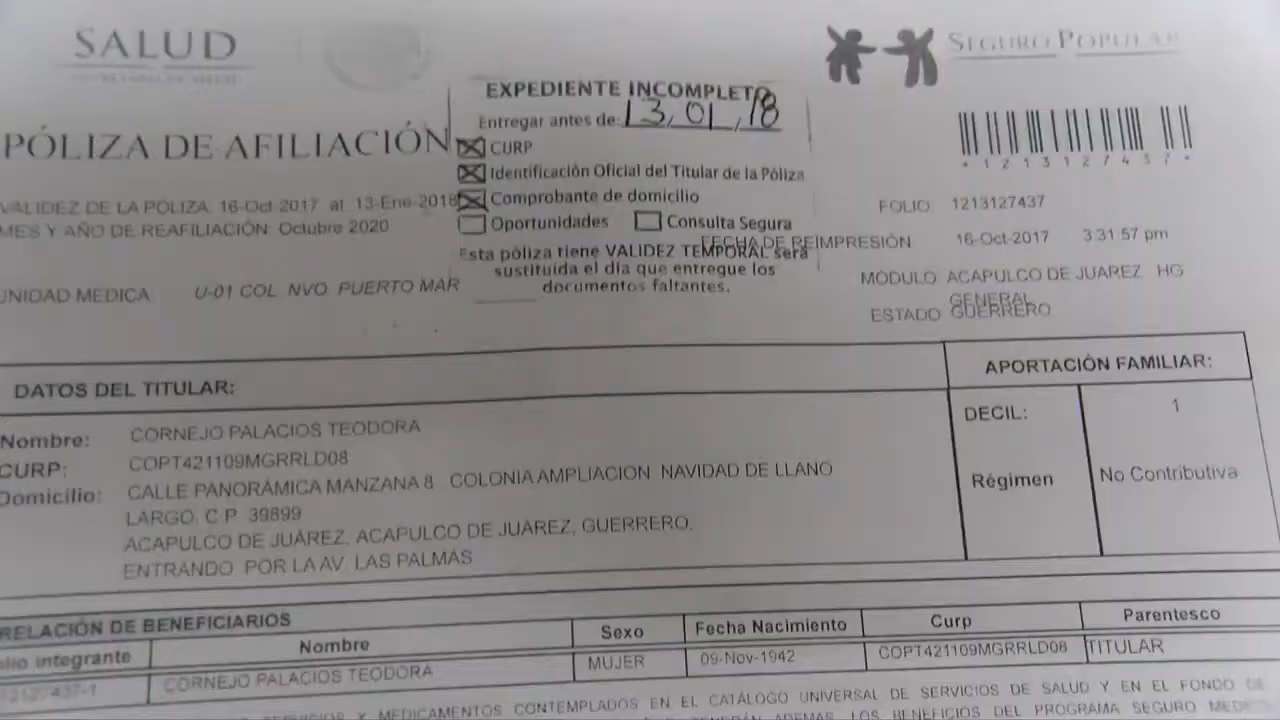 SALUD
SEGURO POPULAR
EXPEDIENTE INCOMPLETO
Entregar antes de: 13, 01, 18
PÓLIZA DE AFILIACIÓN
CURP
Identificación Oficial del Titular de la Póliza
Comprobante de domicilio
Oportunidades Consulta Segura
Esta póliza tiene VALIDEZ TEMPORAL será
sustituida el día que entregue los
documentos faltantes.
*1213127437*
VALIDEZ DE LA PÓLIZA: 16-Oct-2017 al 13-Ene-2018
MES Y AÑO DE REAFILIACIÓN: Octubre 2020
UNIDAD MEDICA U-01 COL NVO PUERTO MAR
FOLIO: 1213127437
FECHA DE REIMPRESIÓN 16-Oct-2017 3:31 57 pm
MÓDULO ACAPULCO DE JUAREZ HG
GENERAL
ESTADO GUERRERO
DATOS DEL TITULAR:
APORTACIÓN FAMILIAR:
Nombre: CORNEJO PALACIOS TEODORA
CURP: COPT421109MGRRLD08
Domicilio: CALLE PANORÁMICA MANZANA 8 COLONIA AMPLIACION NAVIDAD DE LLANO
LARGO, C P 39899
ACAPULCO DE JUÁREZ, ACAPULCO DE JUÁREZ, GUERRERO.
ENTRANDO POR LA AV LAS PALMAS
DECIL: 1
Régimen No Contributiva
RELACIÓN DE BENEFICIARIOS
integrante Nombre Sexo Fecha Nacimiento Curp Parentesco
CORNEJO PALACIOS TEODORA MUJER 09-Nov-1942 COPT421109MGRRLD08 TITULAR
Y MEDICAMENTOS CONTEMPLADOS EN EL CATÁLOGO UNIVERSAL DE SERVICIOS DE SALUD Y EN EL FONDO DE
ADEMAS LOS BENEFICIOS DEL PROGRAMA SEGURO